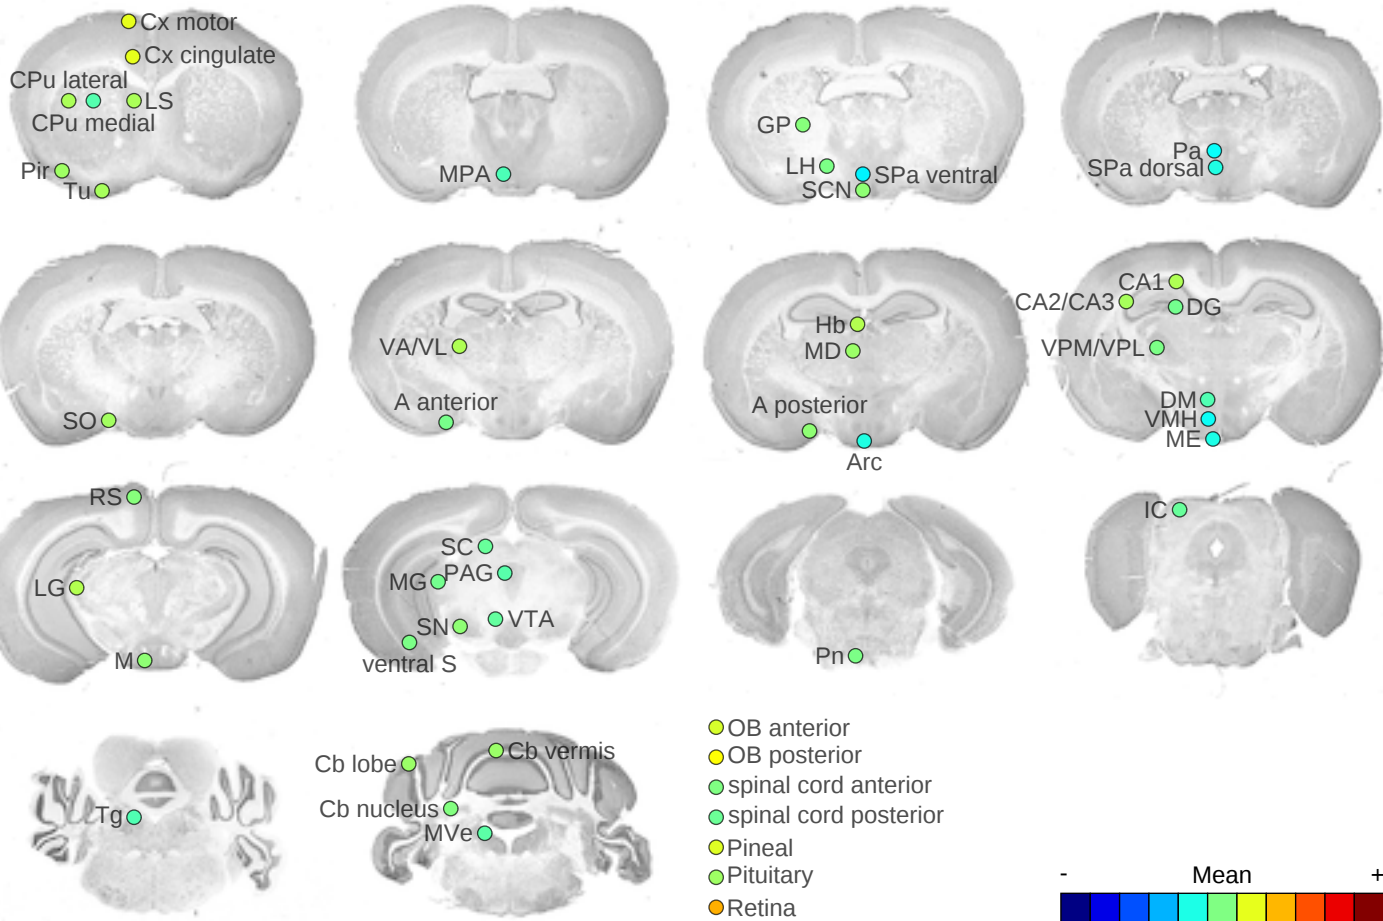 Cx motor
Cx cingulate
CPu lateral
LS
CPu medial
Pir
Tu
MPA
GP
LH
SPa ventral
SCN
Pa
SPa dorsal
SO
VA/VL
A anterior
Hb
MD
A posterior
Arc
CA1
CA2/CA3
DG
VPM/VPL
DM
VMH
ME
RS
LG
M
SC
MG
PAG
SN
VTA
ventral S
Pn
IC
Tg
Cb lobe
Cb vermis
Cb nucleus
MVe
OB anterior
OB posterior
spinal cord anterior
spinal cord posterior
Pineal
Pituitary
Retina
- Mean +